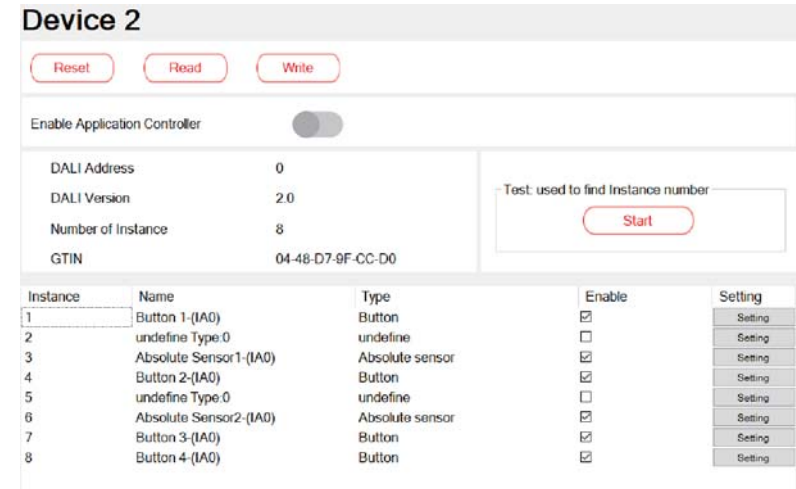 Device 2
Reset Read Write
Enable Application Controller
DALI Address 0
DALI Version 2.0
Number of Instance 8
GTIN 04-48-D7-9F-CC-D0
Test: used to find Instance number
Start
Instance Name Type Enable Setting
1 Button 1-(IA0) Button Setting
2 undefine Type:0 undefine Setting
3 Absolute Sensor1-(IA0) Absolute sensor Setting
4 Button 2-(IA0) Button Setting
5 undefine Type:0 undefine Setting
6 Absolute Sensor2-(IA0) Absolute sensor Setting
7 Button 3-(IA0) Button Setting
8 Button 4-(IA0) Button Setting